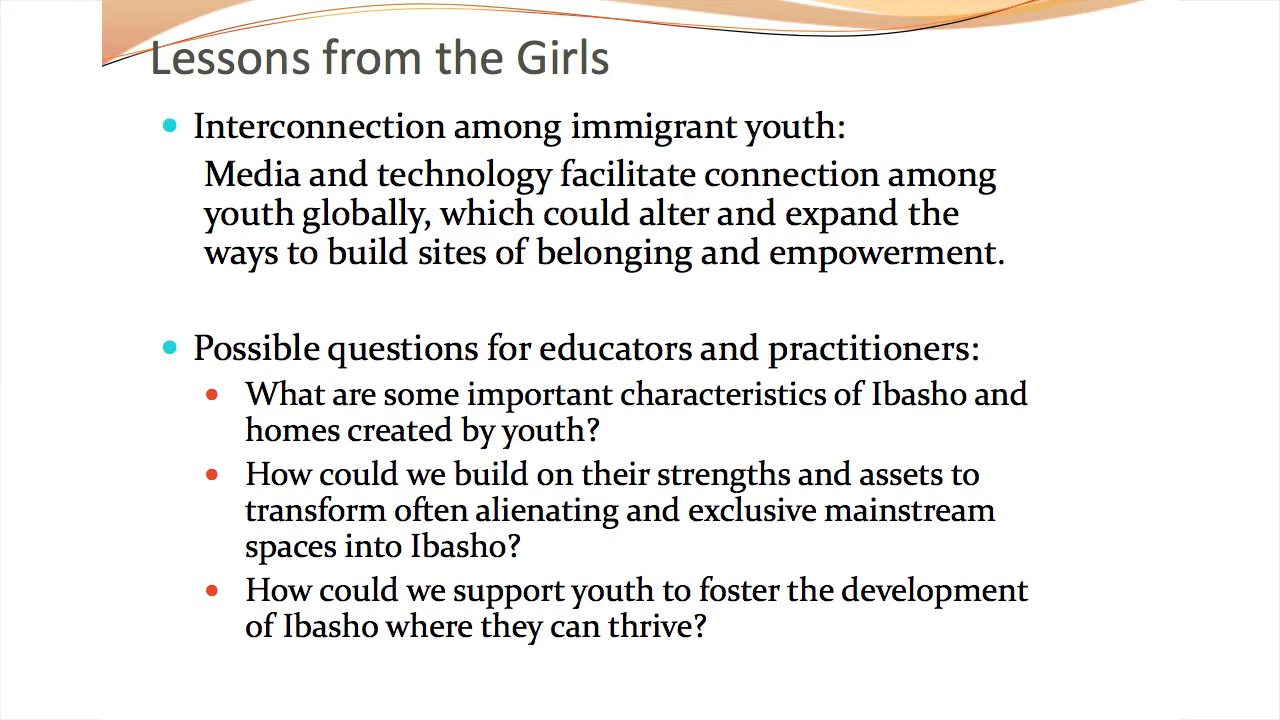 Lessons from the Girls
Interconnection among immigrant youth:
Media and technology facilitate connection among
youth globally, which could alter and expand the
ways to build sites of belonging and empowerment.
Possible questions for educators and practitioners:
What are some important characteristics of Ibasho and
homes created by youth?
How could we build on their strengths and assets to
transform often alienating and exclusive mainstream
spaces into Ibasho?
How could we support youth to foster the development
of Ibasho where they can thrive?